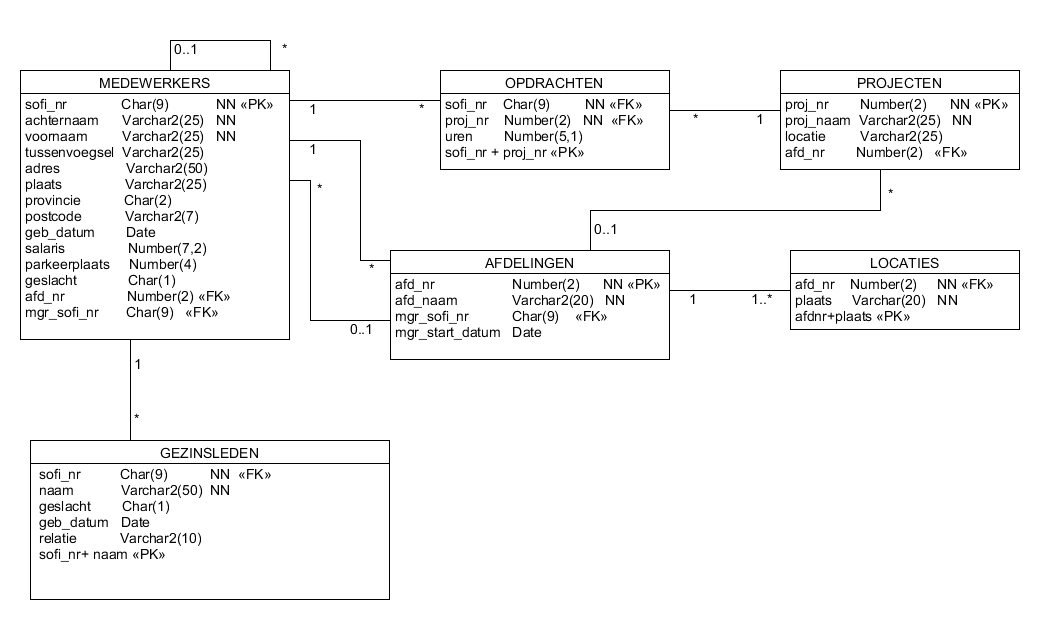 0..1 *
MEDEWERKERS
sofi_nr Char(9) NN «PK»
achternaam Varchar2(25) NN
voornaam Varchar2(25) NN
tussenvoegsel Varchar2(25)
adres Varchar2(50)
plaats Varchar2(25)
provincie Char(2)
postcode Varchar2(7)
geb_datum Date
salaris Number(7,2)
parkeerplaats Number(4)
geslacht Char(1)
afd_nr Number(2) «FK»
mgr_sofi_nr Char(9) «FK»
1 *
1
*
*
0..1
OPDRACHTEN
sofi_nr Char(9) NN «FK»
proj_nr Number(2) NN «FK»
uren Number(5,1)
sofi_nr + proj_nr «PK»
* 1
PROJECTEN
proj_nr Number(2) NN «PK»
proj_naam Varchar2(25) NN
locatie Varchar2(25)
afd_nr Number(2) «FK»
*
0..1
AFDELINGEN
afd_nr Number(2) NN «PK»
afd_naam Varchar2(20) NN
mgr_sofi_nr Char(9) «FK»
mgr_start_datum Date
1 1..*
LOCATIES
afd_nr Number(2) NN «FK»
plaats Varchar(20) NN
afdnr+plaats «PK»
1
*
GEZINSLEDEN
sofi_nr Char(9) NN «FK»
naam Varchar2(50) NN
geslacht Char(1)
geb_datum Date
relatie Varchar2(10)
sofi_nr+ naam «PK»